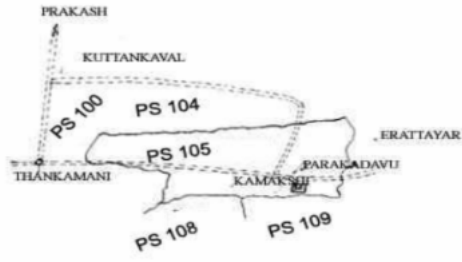 PRAKASH
KUTTANKAVAL
PS 100
PS 104
ERATTAYAR
PS 105
PARAKADAVU
THANKAMANI
KAMAKSHI
PS 108
PS 109